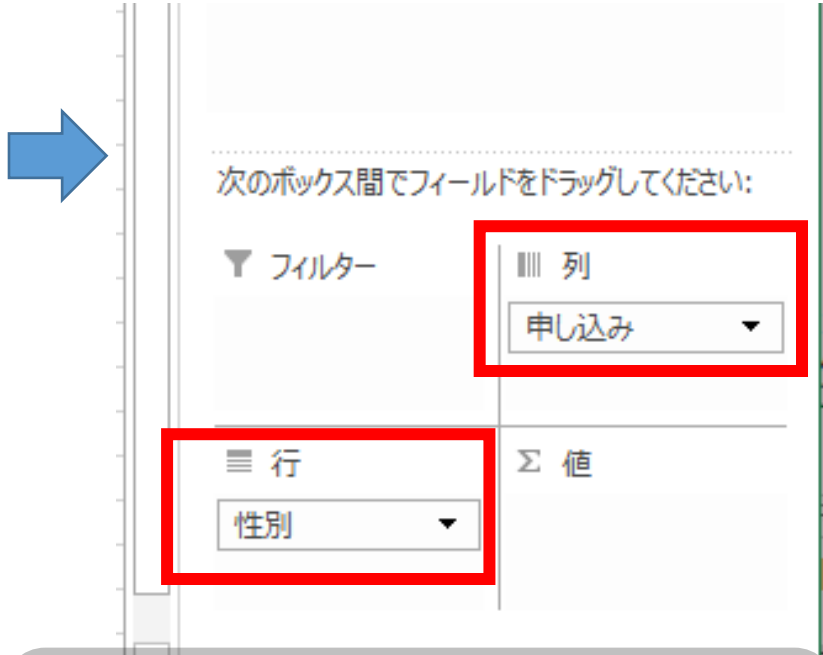 次のボックス間でフィールドをドラッグしてください:
フィルター
列
申し込み
行
性別
Σ 値